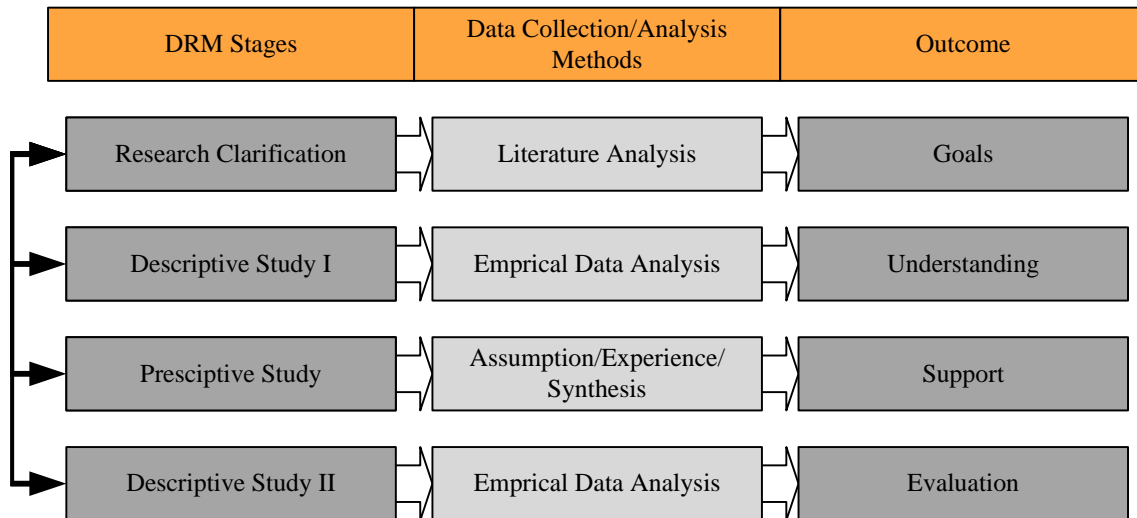 DRM Stages
Data Collection/Analysis
Methods
Outcome
Research Clarification
Literature Analysis
Goals
Descriptive Study I
Emprical Data Analysis
Understanding
Presciptive Study
Assumption/Experience/
Synthesis
Support
Descriptive Study II
Emprical Data Analysis
Evaluation